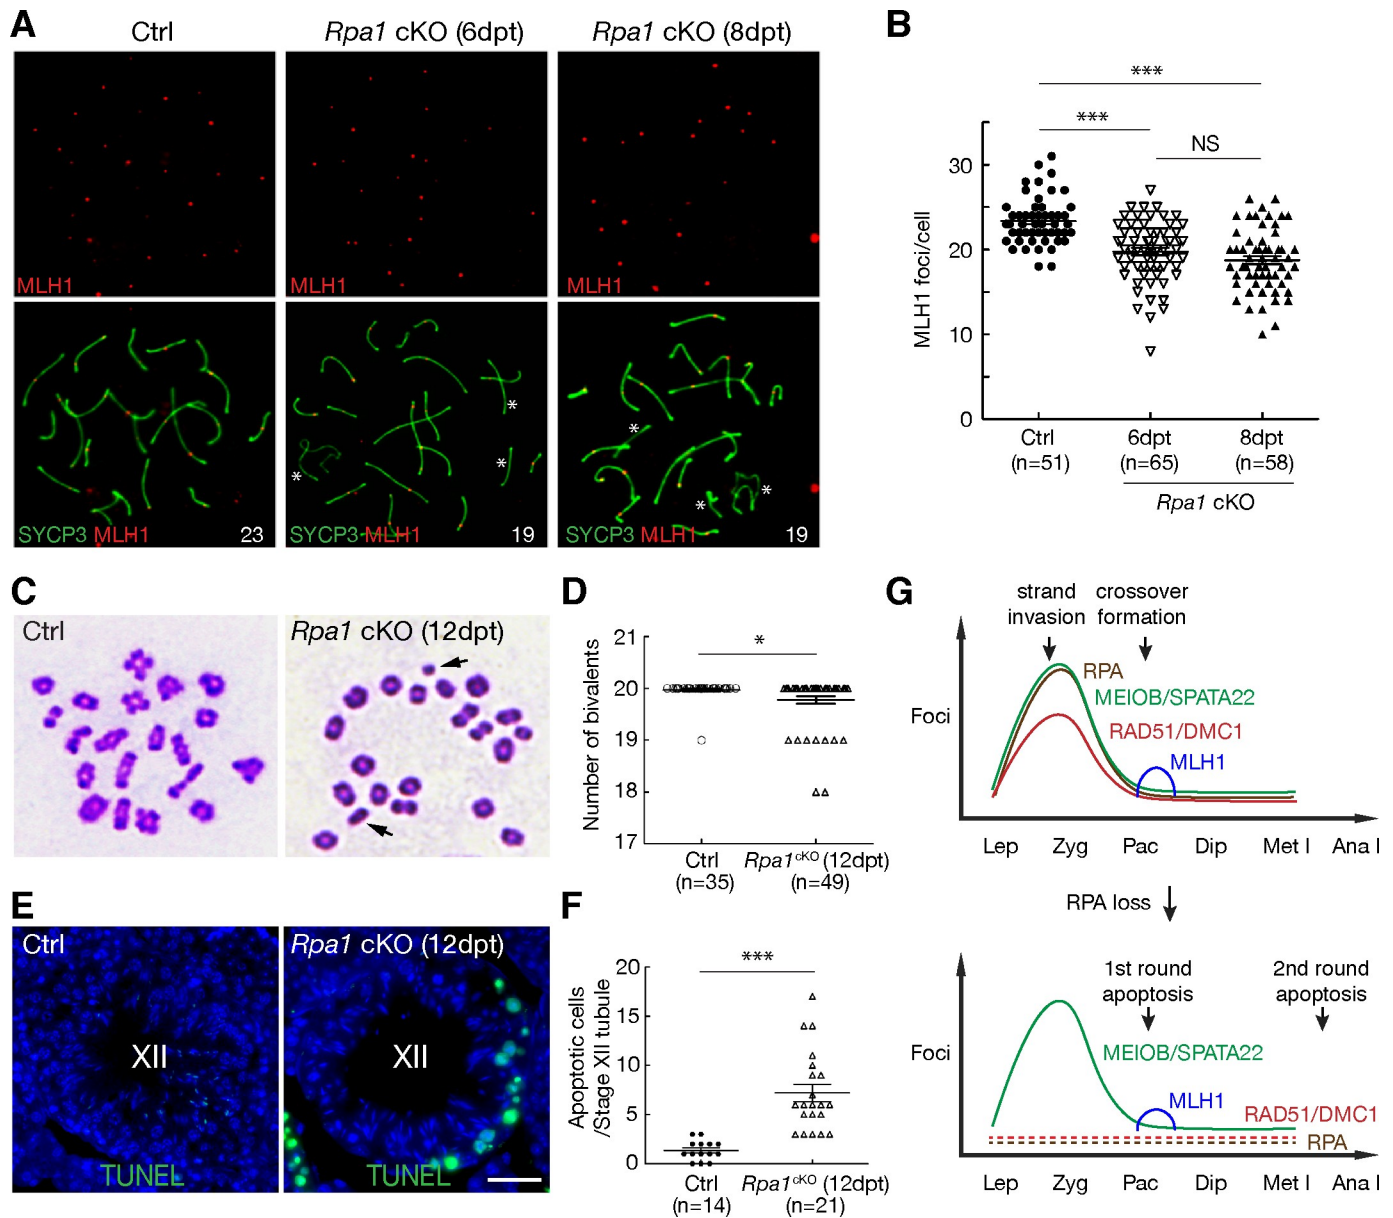 A
Ctrl
Rpa1 cKO (6dpt)
Rpa1 cKO (8dpt)
MLH1
MLH1
MLH1
*
*
*
*
*
*
SYCP3 MLH1
23
SYCP3 MLH1
19
SYCP3 MLH1
19
B
***
***
NS
MLH1 foci/cell
30
20
10
0
Ctrl
(n=51)
6dpt
(n=65)
8dpt
(n=58)
Rpa1 cKO
C
Ctrl
Rpa1 cKO (12dpt)
D
*
Number of bivalents
21
20
19
18
17
Ctrl
(n=35)
Rpa1cKO (12dpt)
(n=49)
E
Ctrl
Rpa1 cKO (12dpt)
XII
XII
TUNEL
TUNEL
F
***
Apoptotic cells
/Stage XII tubule
20
15
10
5
0
Ctrl
(n=14)
Rpa1cKO (12dpt)
(n=21)
G
strand
invasion
crossover
formation
RPA
MEIOB/SPATA22
RAD51/DMC1
MLH1
Foci
Lep Zyg Pac Dip Met I Ana I
RPA loss
1st round
apoptosis
2nd round
apoptosis
Foci
MEIOB/SPATA22
MLH1
RAD51/DMC1
RPA
Lep Zyg Pac Dip Met I Ana I